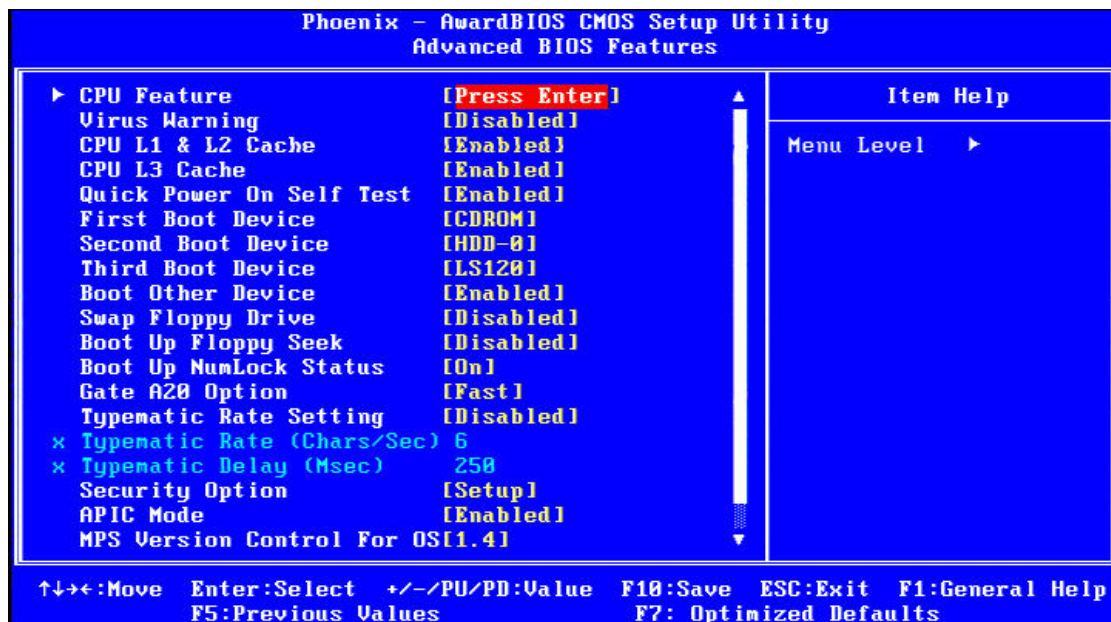 Phoenix - AwardBIOS CMOS Setup Utility
Advanced BIOS Features
► CPU Feature [Press Enter]
Virus Warning [Disabled]
CPU L1 & L2 Cache [Enabled]
CPU L3 Cache [Enabled]
Quick Power On Self Test [Enabled]
First Boot Device [CDROM]
Second Boot Device [HDD-0]
Third Boot Device [LS120]
Boot Other Device [Enabled]
Swap Floppy Drive [Disabled]
Boot Up Floppy Seek [Disabled]
Boot Up NumLock Status [On]
Gate A20 Option [Fast]
Typematic Rate Setting [Disabled]
x Typematic Rate (Chars/Sec) 6
x Typematic Delay (Msec) 250
Security Option [Setup]
APIC Mode [Enabled]
MPS Version Control For OS[1.4]
Item Help
Menu Level ►
↑↓→←:Move Enter:Select +/-/PU/PD:Value F10:Save ESC:Exit F1:General Help
F5:Previous Values F7: Optimized Defaults